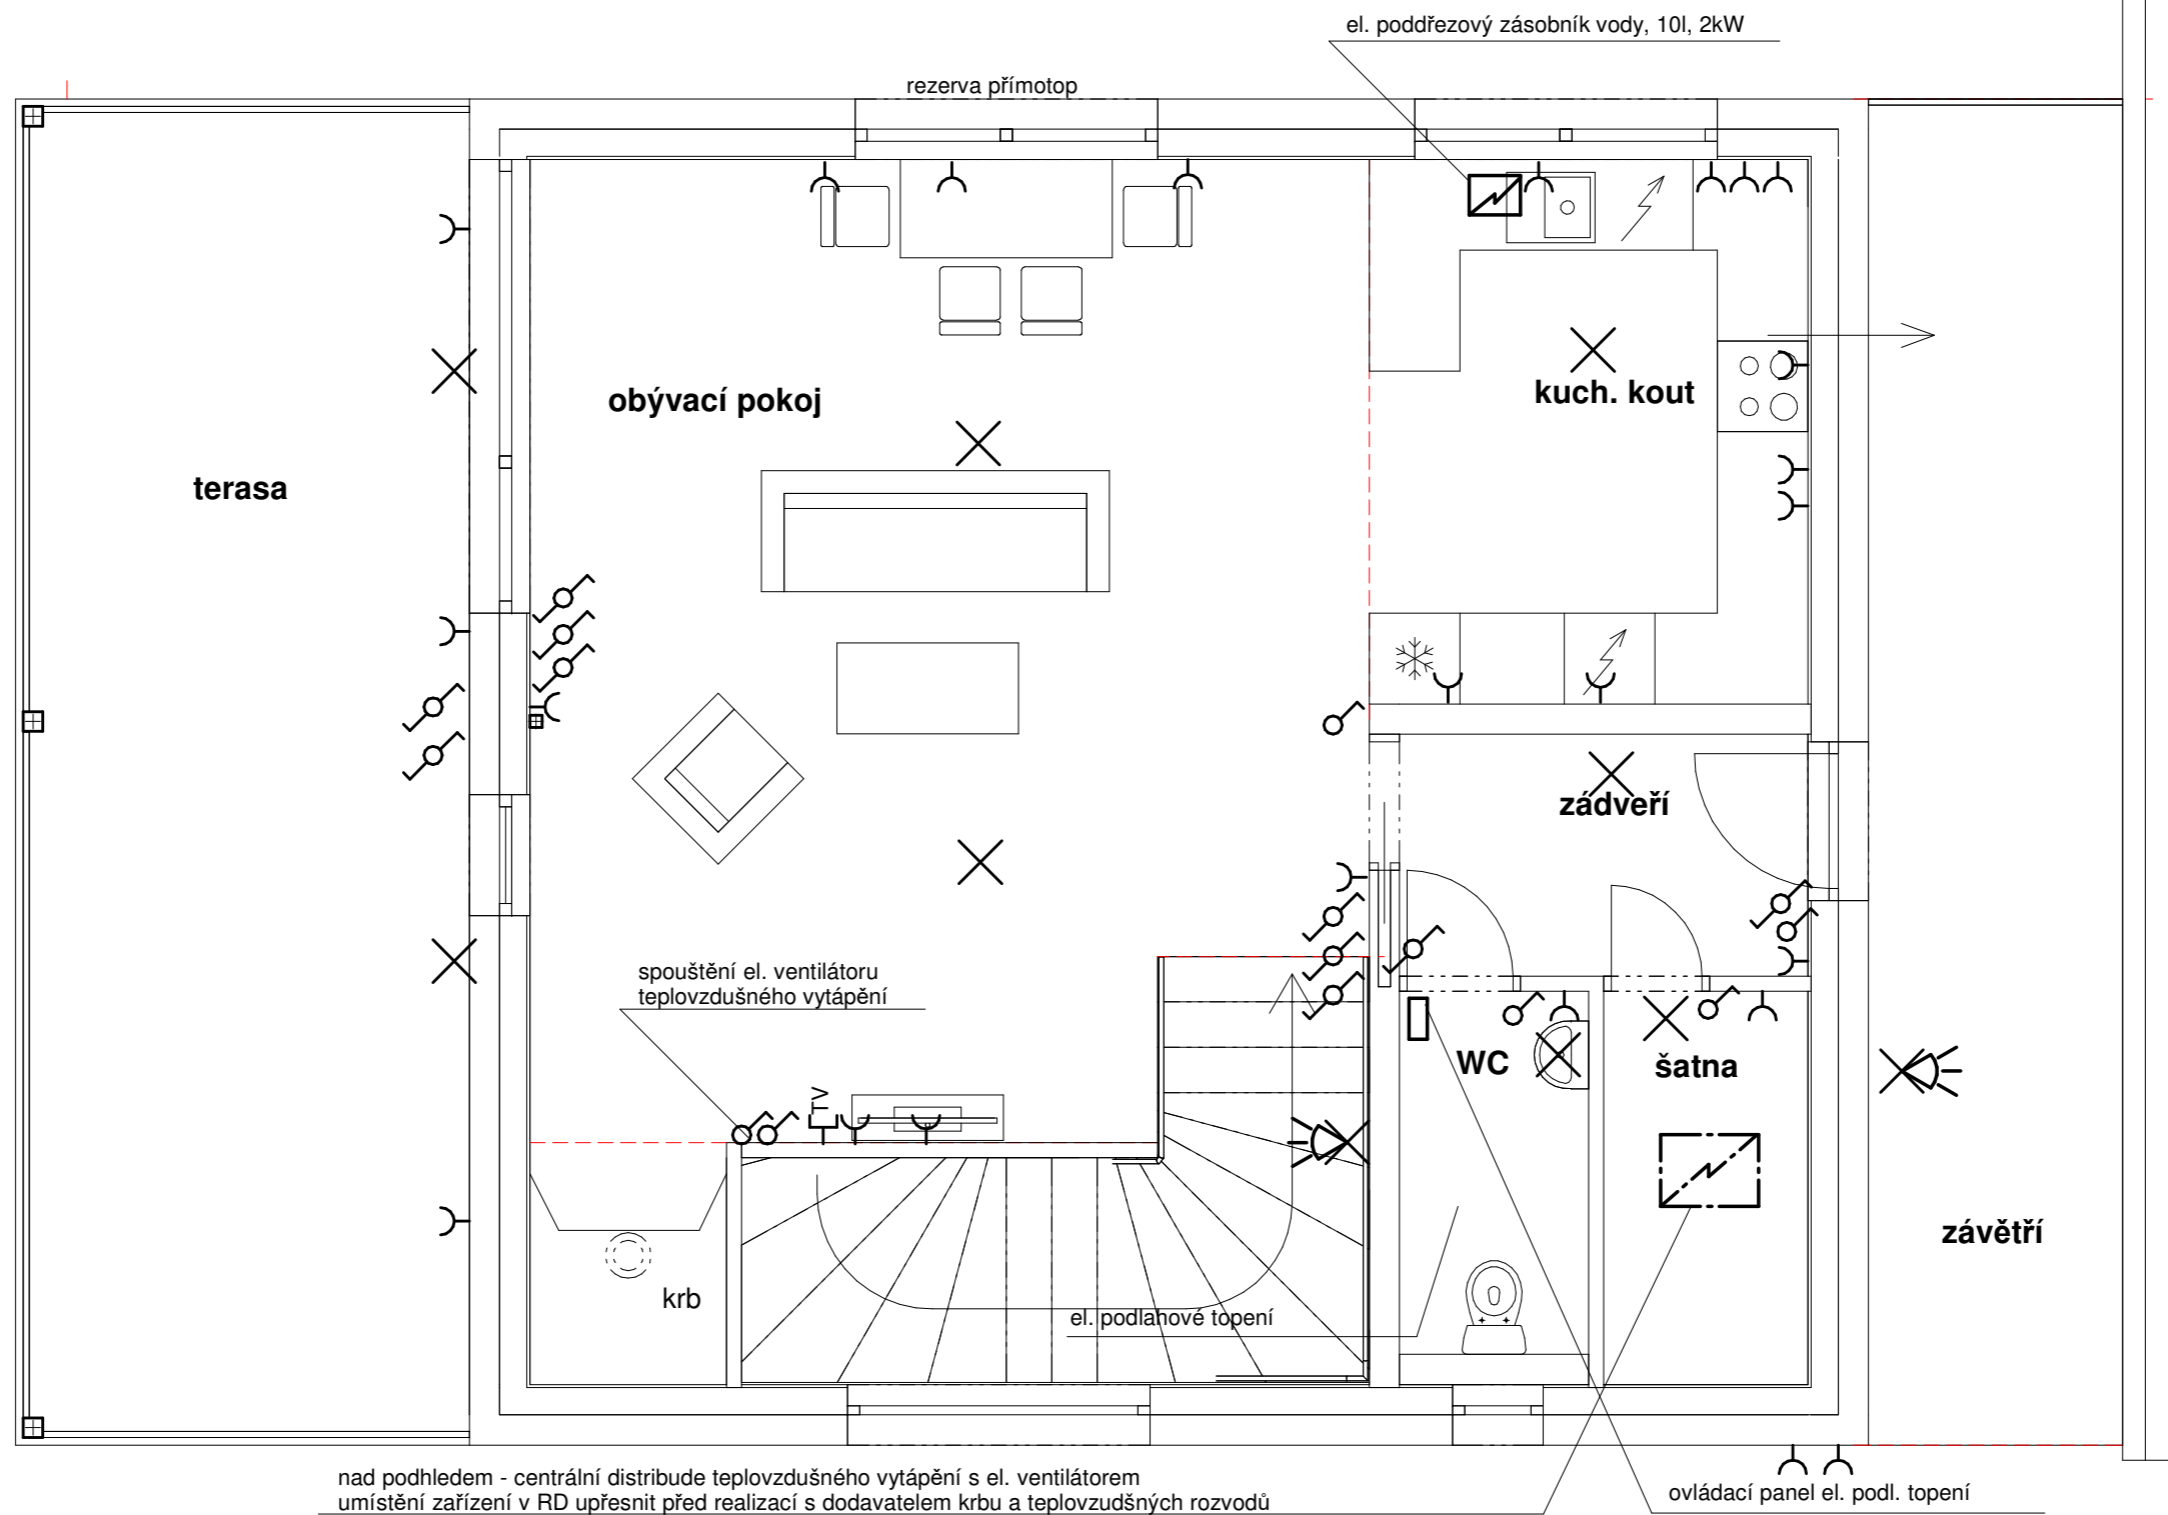 el. poddřezový zásobník vody, 10l, 2kW
rezerva přímotop
obývací pokoj
kuch. kout
terasa
zádveří
spouštění el. ventilátoru
teplovzdušného vytápění
TV
WC
šatna
závětří
krb
el. podlahové topení
nad podhledem - centrální distribude teplovzdušného vytápění s el. ventilátorem
umístění zařízení v RD upřesnit před realizací s dodavatelem krbu a teplovzudšných rozvodů
ovládací panel el. podl. topení